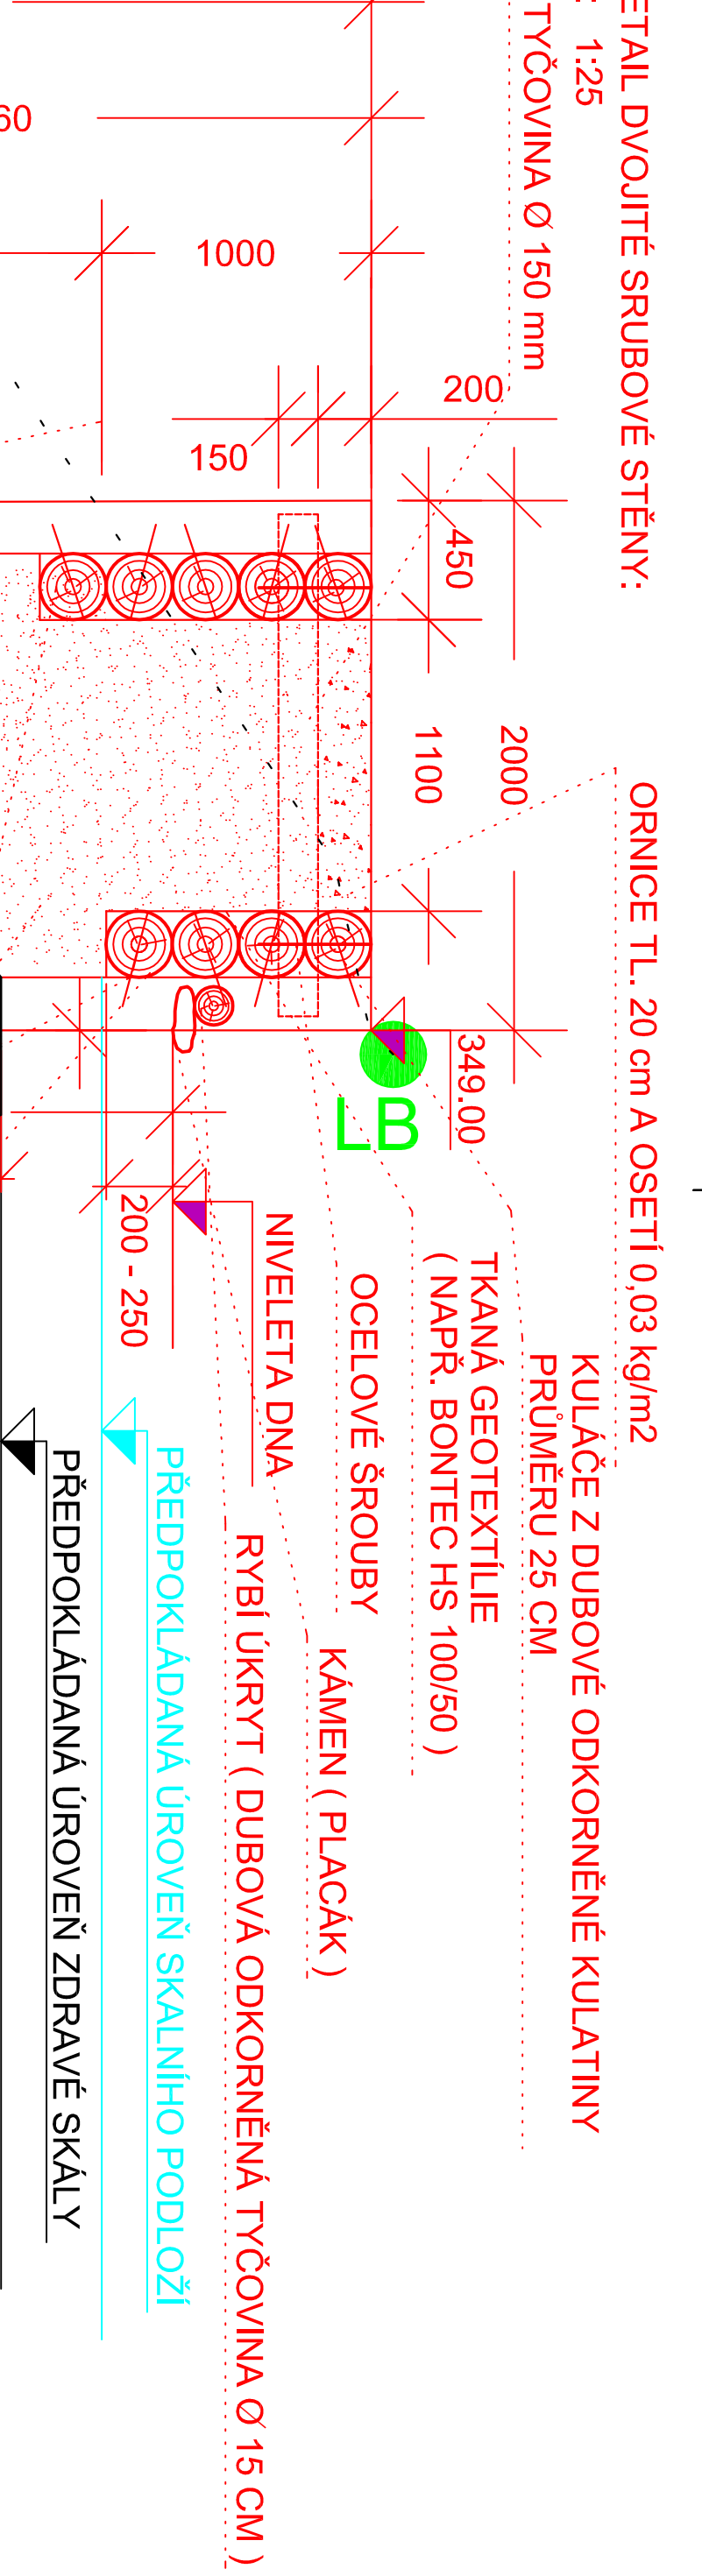 ETAIL DVOJITÉ SRUBOVÉ STĚNY:
: 1:25
TYČOVINA Ø 150 mm
ORNICE TL. 20 cm A OSETÍ 0,03 kg/m2
KULÁČE Z DUBOVÉ ODKORNĚNÉ KULATINY
PRŮMĚRU 25 CM
TKANÁ GEOTEXTÍLIE
( NAPŘ. BONTEC HS 100/50 )
OCELOVÉ ŠROUBY
KÁMEN ( PLACÁK )
NIVELETA DNA
RYBÍ ÚKRYT ( DUBOVÁ ODKORNĚNÁ TYČOVINA Ø 15 CM )
PŘEDPOKLÁDANÁ ÚROVEŇ SKALNÍHO PODLOŽÍ
PŘEDPOKLÁDANÁ ÚROVEŇ ZDRAVÉ SKÁLY
2000
450
1100
349.00
LB
200 - 250
200
150
1000
60